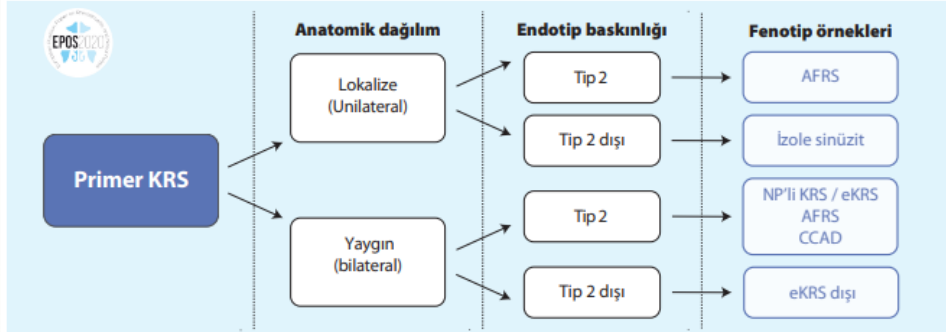 EPOS2020
Anatomik dağılım
Endotip baskınlığı
Fenotip örnekleri
Primer KRS
Lokalize
(Unilateral)
Tip 2
AFRS
Tip 2 dışı
İzole sinüzit
Yaygın
(bilateral)
Tip 2
NP'li KRS / eKRS
AFRS
CCAD
Tip 2 dışı
eKRS dışı